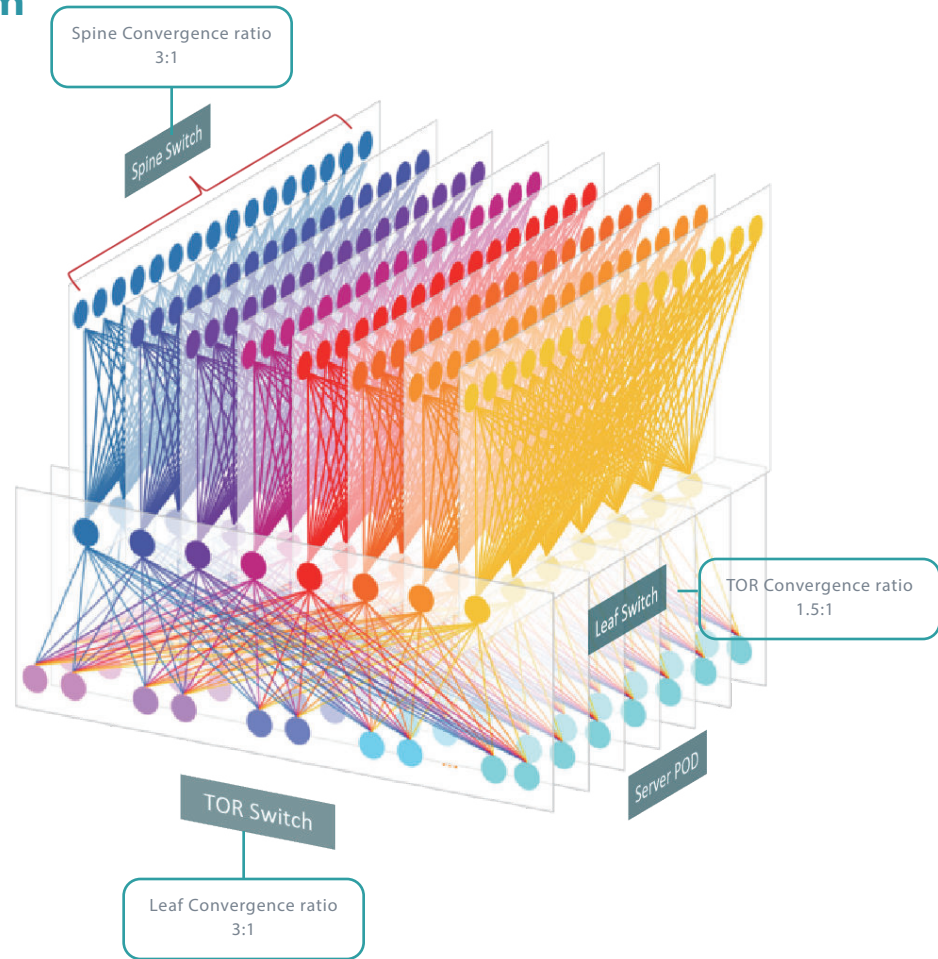 Spine Convergence ratio
3:1
Spine Switch
Leaf Switch
TOR Convergence ratio
1.5:1
Server POD
TOR Switch
Leaf Convergence ratio
3:1